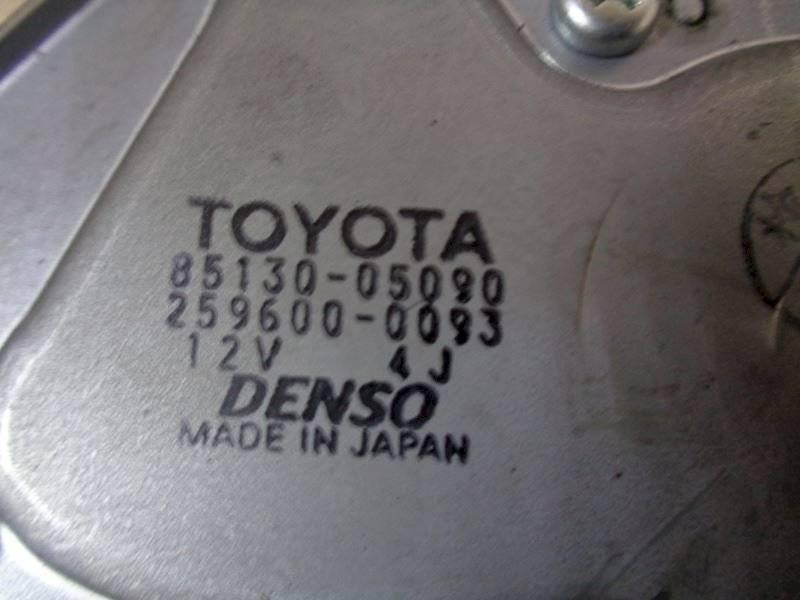 TOYOTA
85130-05090
259600-0093
12V 4J
DENSO
MADE IN JAPAN